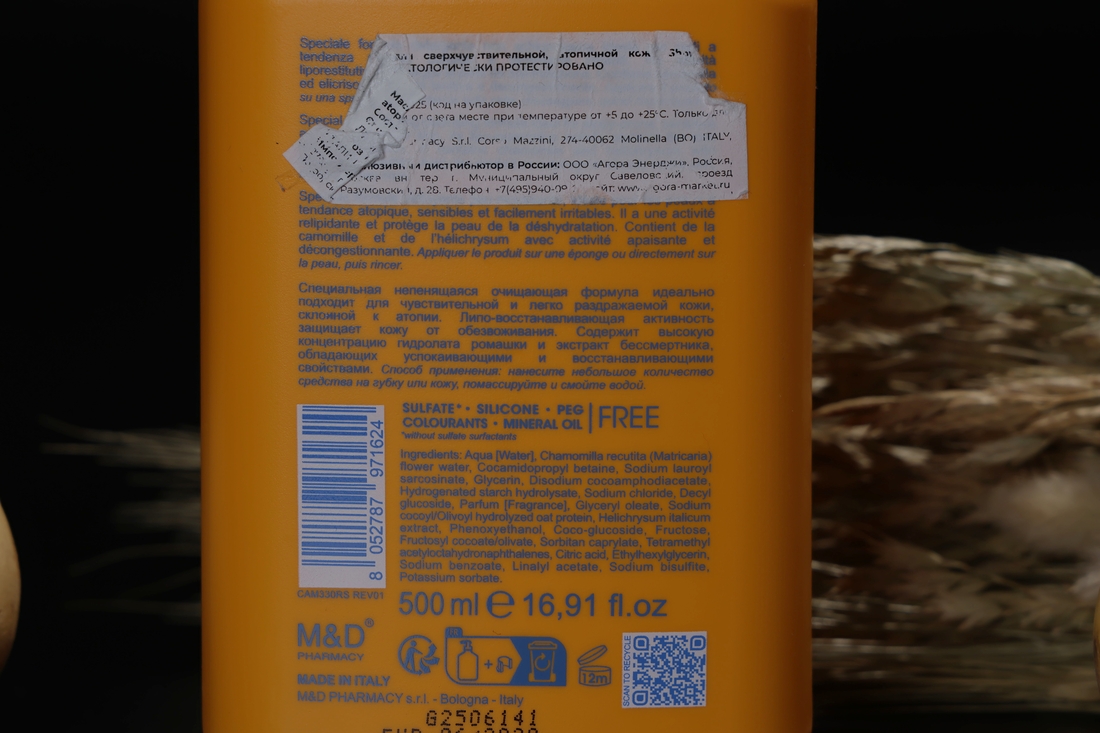 Speciale
tendenza
liporestituti
ed elicriso
su una
сверхчувствительной, атопичной
ПРОТЕСТИРОВАНО
25 (код на упаковке)
от света месте при температуре от +5 до +25°C. Только
S.r.l. Corso Mazzini, 274-40062 Molinella (BO) ITALY,
дистрибьютор в России: ООО «Агора Энерджи», Россия,
Муниципальный округ Савеловский, проезд
Разумовский, д. 28. Телефон
tendance atopique, sensibles et facilement irritables. Il a une activité
relipidante et protège la peau de la déshydratation. Contient de la
camomille et de l'hélichrysum avec activité apaisante et
décongestionnante. Appliquer le produit sur une éponge ou directement sur
la peau, puis rincer.
Специальная непенящаяся очищающая формула идеально
подходит для чувствительной и легко раздражаемой кожи,
склоной к атопии. Липо-восстанавливающая активность
защищает кожу от обезвоживания. Содержит высокую
концентрацию гидролата ромашки и экстракт бессмертника,
обладающих успокаивающими и восстанавливающими
свойствами. Способ применения: нанесите небольшое количество
средства на губку или кожу, помассируйте и смойте водой.
SULFATE* • SILICONE • PEG
COLOURANTS • MINERAL OIL
FREE
*without sulfate surfactants
Ingredients: Aqua [Water], Chamomilla recutita (Matricaria)
flower water, Cocamidopropyl betaine, Sodium lauroyl
sarcosinate, Glycerin, Disodium cocoamphodiacetate,
Hydrogenated starch hydrolysate, Sodium chloride, Decyl
glucoside, Parfum [Fragrance], Glyceryl oleate, Sodium
cocoyl/Olivoyl hydrolyzed oat protein, Helichrysum italicum
extract, Phenoxyethanol, Coco-glucoside, Fructose,
Fructosyl cocoate/olivate, Sorbitan caprylate, Tetramethyl
acetyloctahydronaphthalenes, Citric acid, Ethylhexylglycerin,
Sodium benzoate, Linalyl acetate, Sodium bisulfite,
Potassium sorbate.
8 052787 971624
CAM330RS REV01
500 ml e 16,91 fl.oz
M&D®
PHARMACY
12m
SCAN TO RECYCLE
MADE IN ITALY
M&D PHARMACY s.r.l. - Bologna - Italy
G2506141